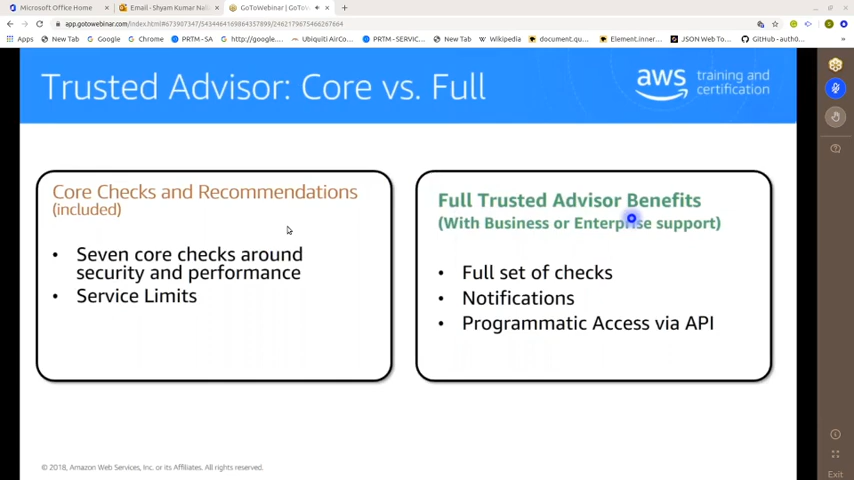 Microsoft Office Home
Email - Shyam Kumar Nal
GoToWebinar | GoToW
app.gotowebinar.com/index.html#673907347/5434464169864357899/2462179675466267664
Apps
New Tab
Google
Chrome
PRTM -SA
http://google....
Ubiquiti AirCo...
PRTM-SERVIC...
New Tab
Wikipedia
document.qu...
Element.inner...
JSON Web To...
GitHub - auth0...
Trusted Advisor: Core vs. Full
aws training and
certification
Core Checks and Recommendations
(included)
• Seven core checks around
security and performance
• Service Limits
Full Trusted Advisor Benefits
(With Business or Enterprise support)
• Full set of checks
• Notifications
• Programmatic Access via API
© 2018, Amazon Web Services, Inc. or its Affiliates. All rights reserved.
Exit